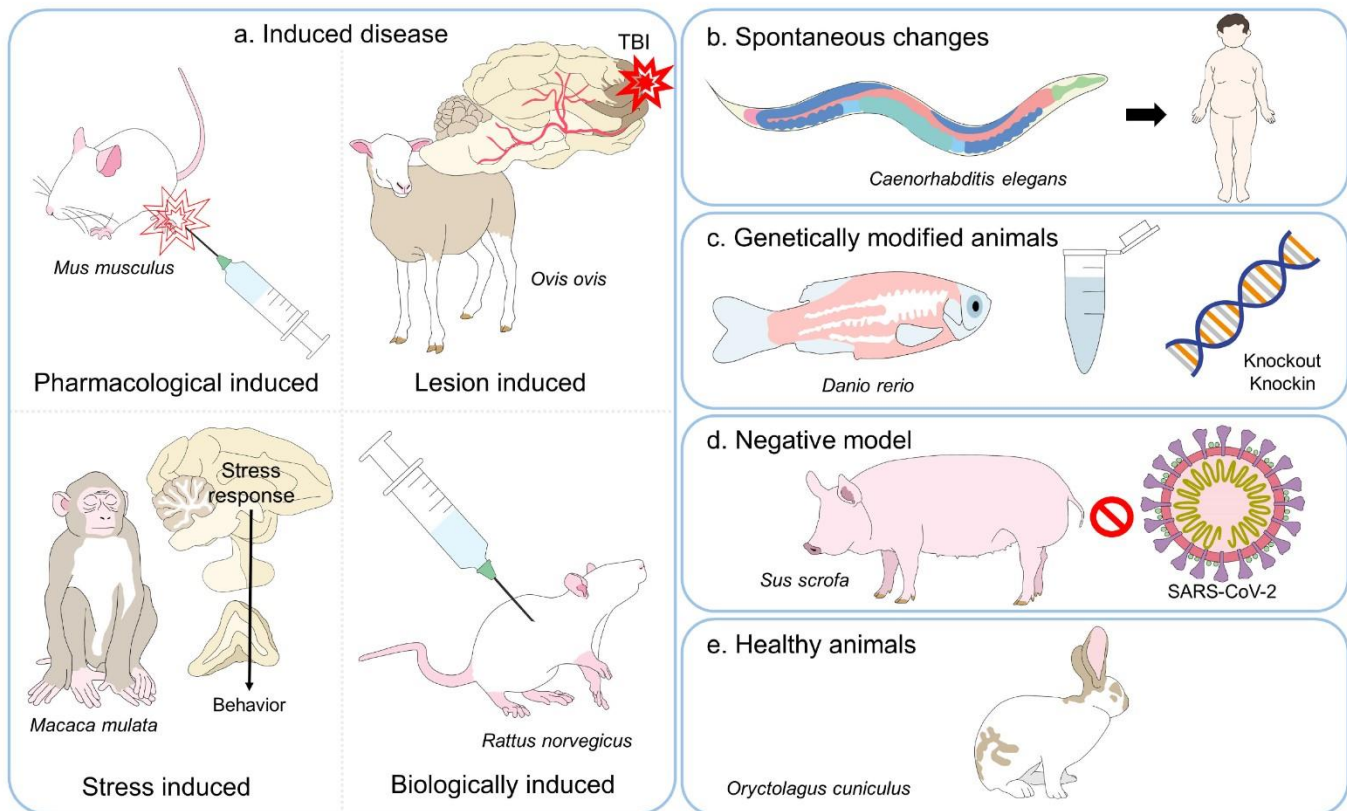 a. Induced disease
TBI
Mus musculus
Ovis ovis
Pharmacological induced
Lesion induced
Stress
response
Behavior
Macaca mulata
Rattus norvegicus
Stress induced
Biologically induced
b. Spontaneous changes
Caenorhabditis elegans
c. Genetically modified animals
Danio rerio
Knockout
Knockin
d. Negative model
Sus scrofa
SARS-CoV-2
e. Healthy animals
Oryctolagus cuniculus